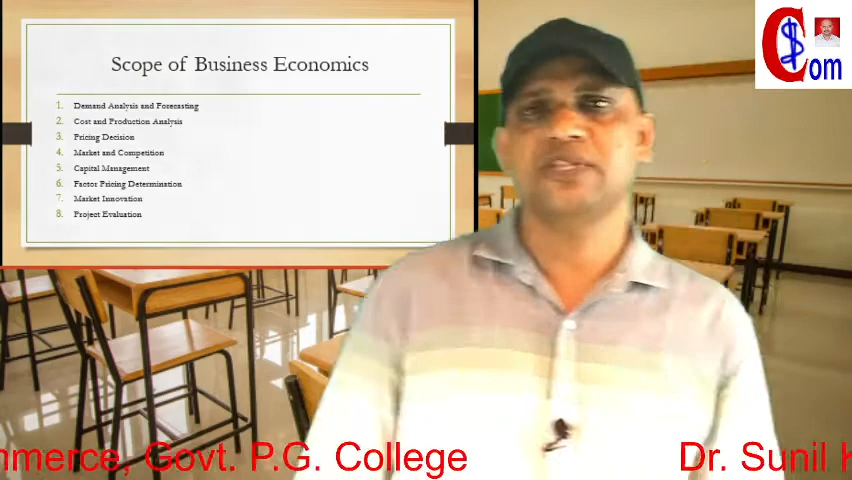 Scope of Business Economics
1. Demand Analysis and Forecasting
2. Cost and Production Analysis
3. Pricing Decision
4. Market and Competition
5. Capital Management
6. Factor Pricing Determination
7. Market Innovation
8. Project Evaluation
Com
mmerce, Govt. P.G. College Dr. Sunil K